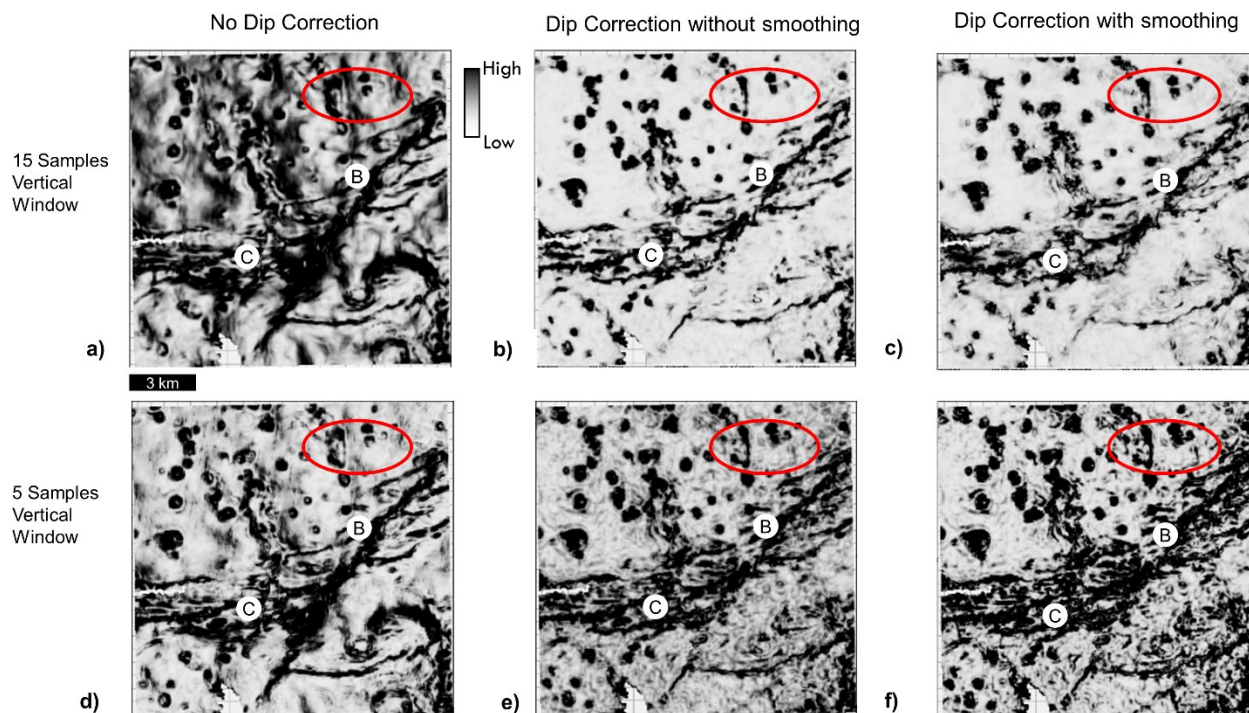 No Dip Correction
Dip Correction without smoothing
Dip Correction with smoothing
High
Low
15 Samples
Vertical
Window
B
C
B
C
B
C
a)
b)
c)
3 km
5 Samples
Vertical
Window
B
C
B
C
B
C
d)
e)
f)